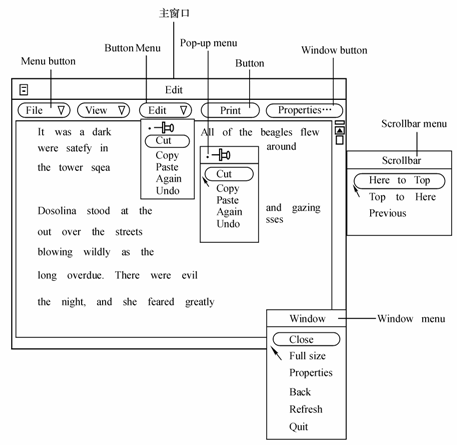 主窗口
Button Menu
Pop-up menu
Menu button
Button
Window button
Edit
File
View
Edit
Print
Properties…
It was a dark
were satefy in
the tower sqea
All of the beagles flew
around
Cut
Copy
Paste
Again
Undo
Cut
Copy
Paste
Again
Undo
Scrollbar menu
Scrollbar
Here to Top
Top to Here
Previous
Dosolina stood at the
and gazing
out over the streets
sses
blowing wildly as the
long overdue. There were evil
the night, and she feared greatly
Window
Window menu
Close
Full size
Properties
Back
Refresh
Quit